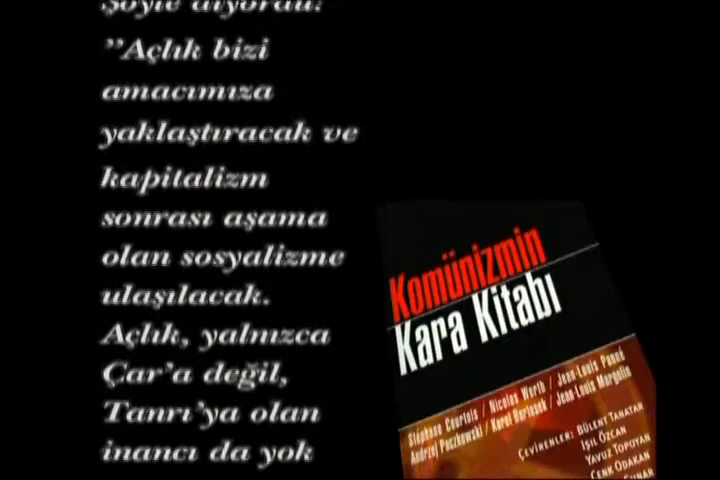 Şöyle diyordu:
"Açlık bizi
amacımıza
yaklaştıracak ve
kapitalizm
sonrası aşama
olan sosyalizme
ulaşılacak.
Açlık, yalnızca
Çar'a değil,
Tanrı'ya olan
inancı da yok
Komünizmin
Kara Kitabı
Stéphane Courtois / Nicolas Werth / Jean-Louis Panné
Andrzej Paczkowski / Karel Bartosek / Jean-Louis Margolin
ÇEVİRENLER: BÜLENT TANATAR
IŞIL ÖZCAN
YAVUZ TOPOYAN
CENK ODAKAN